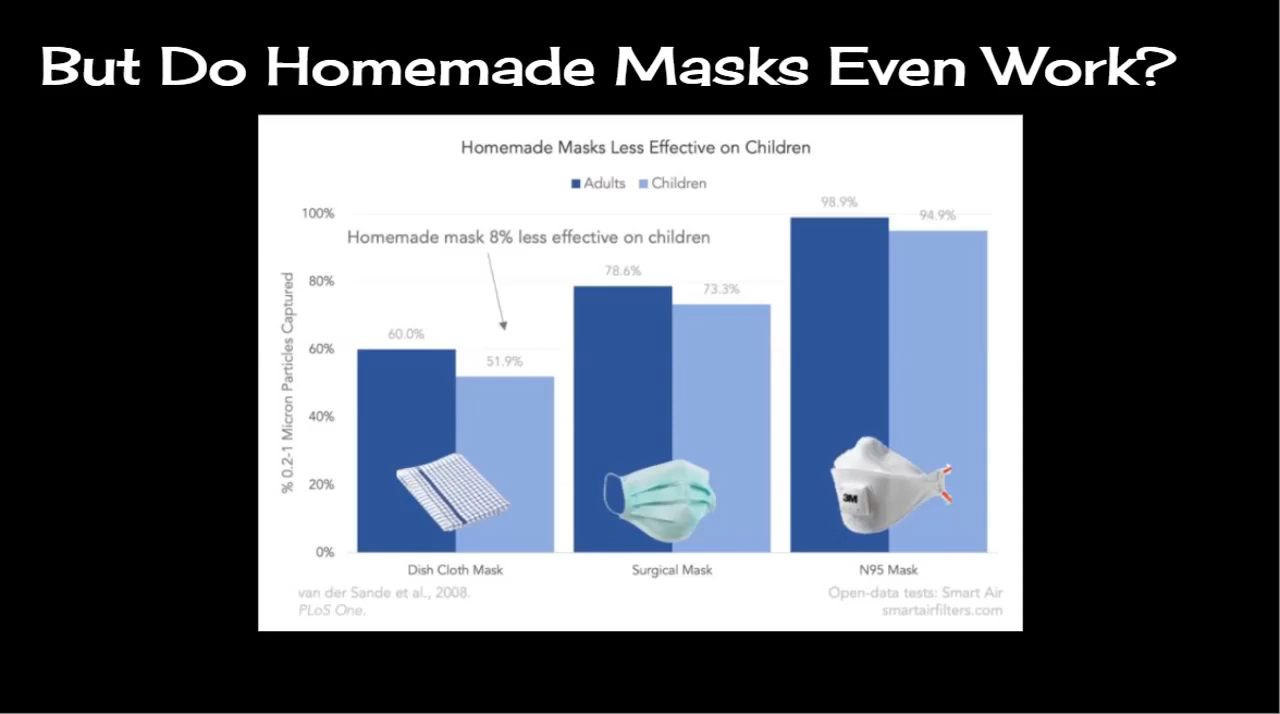 But Do Homemade Masks Even Work?
Homemade Masks Less Effective on Children
Adults Children
100%
80%
60%
40%
20%
0%
% 0.2-1 Micron Particles Captured
Homemade mask 8% less effective on children
60.0%
51.9%
78.6%
73.3%
98.9%
94.9%
3M
Dish Cloth Mask
Surgical Mask
N95 Mask
van der Sande et al., 2008.
PLoS One.
Open-data tests: Smart Air
smartairfilters.com